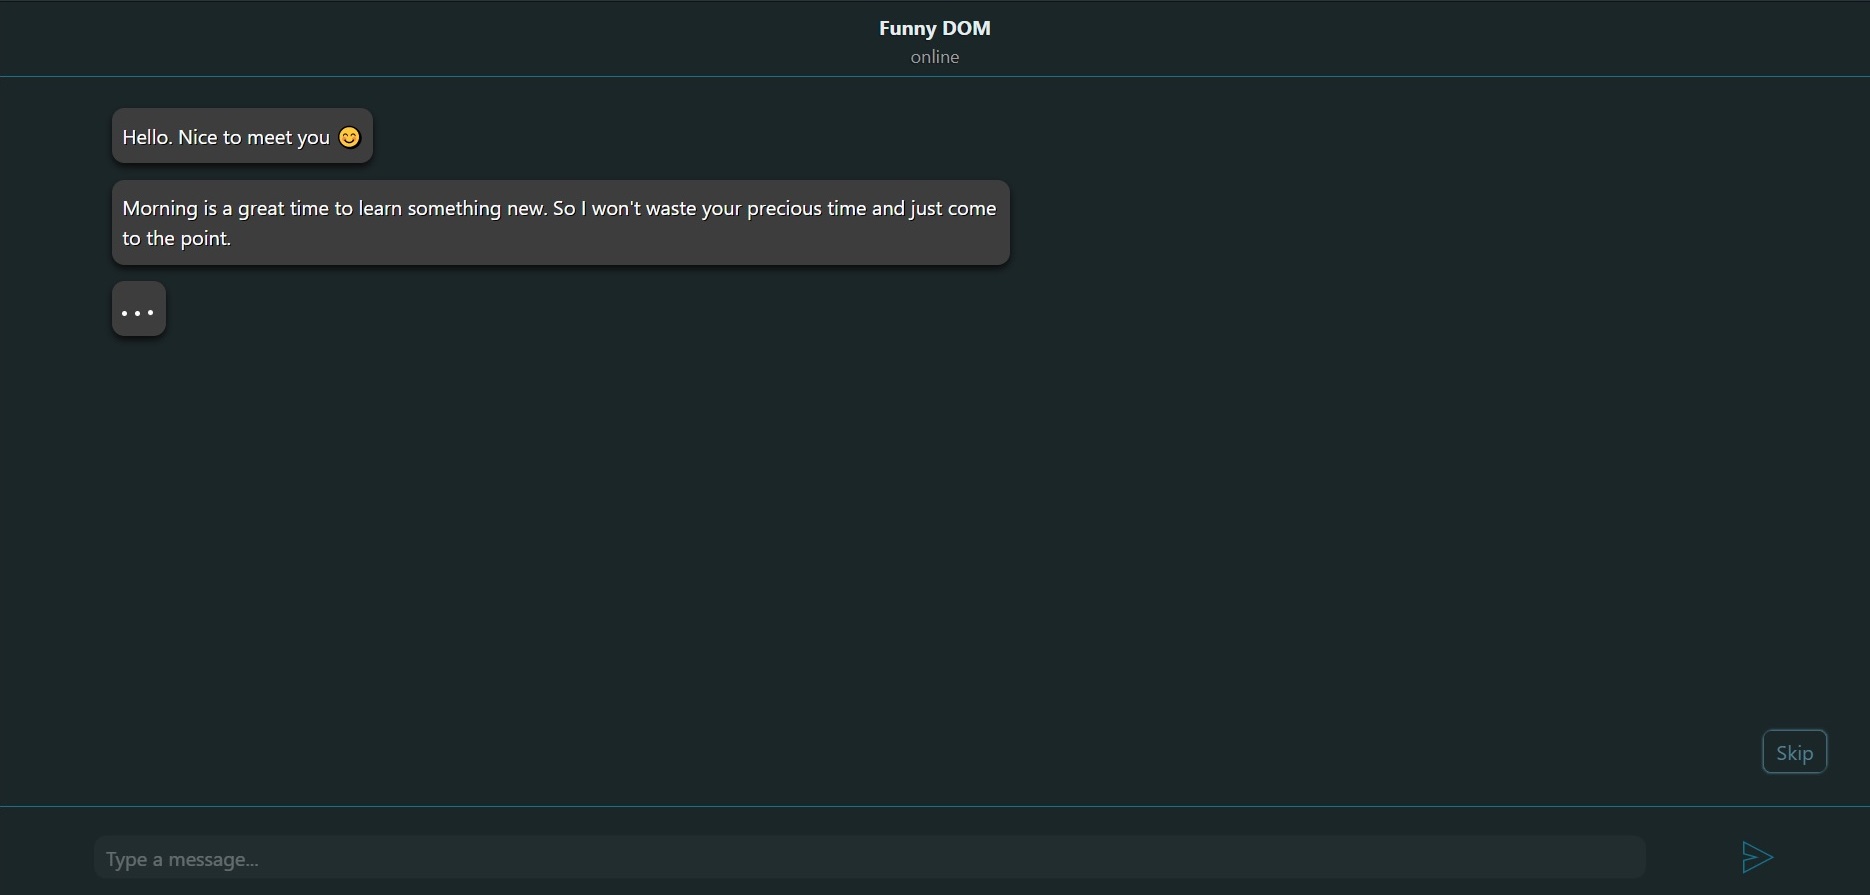 Funny DOM
online
Hello. Nice to meet you 😊
Morning is a great time to learn something new. So I won't waste your precious time and just come
to the point.
...
Skip
Type a message...